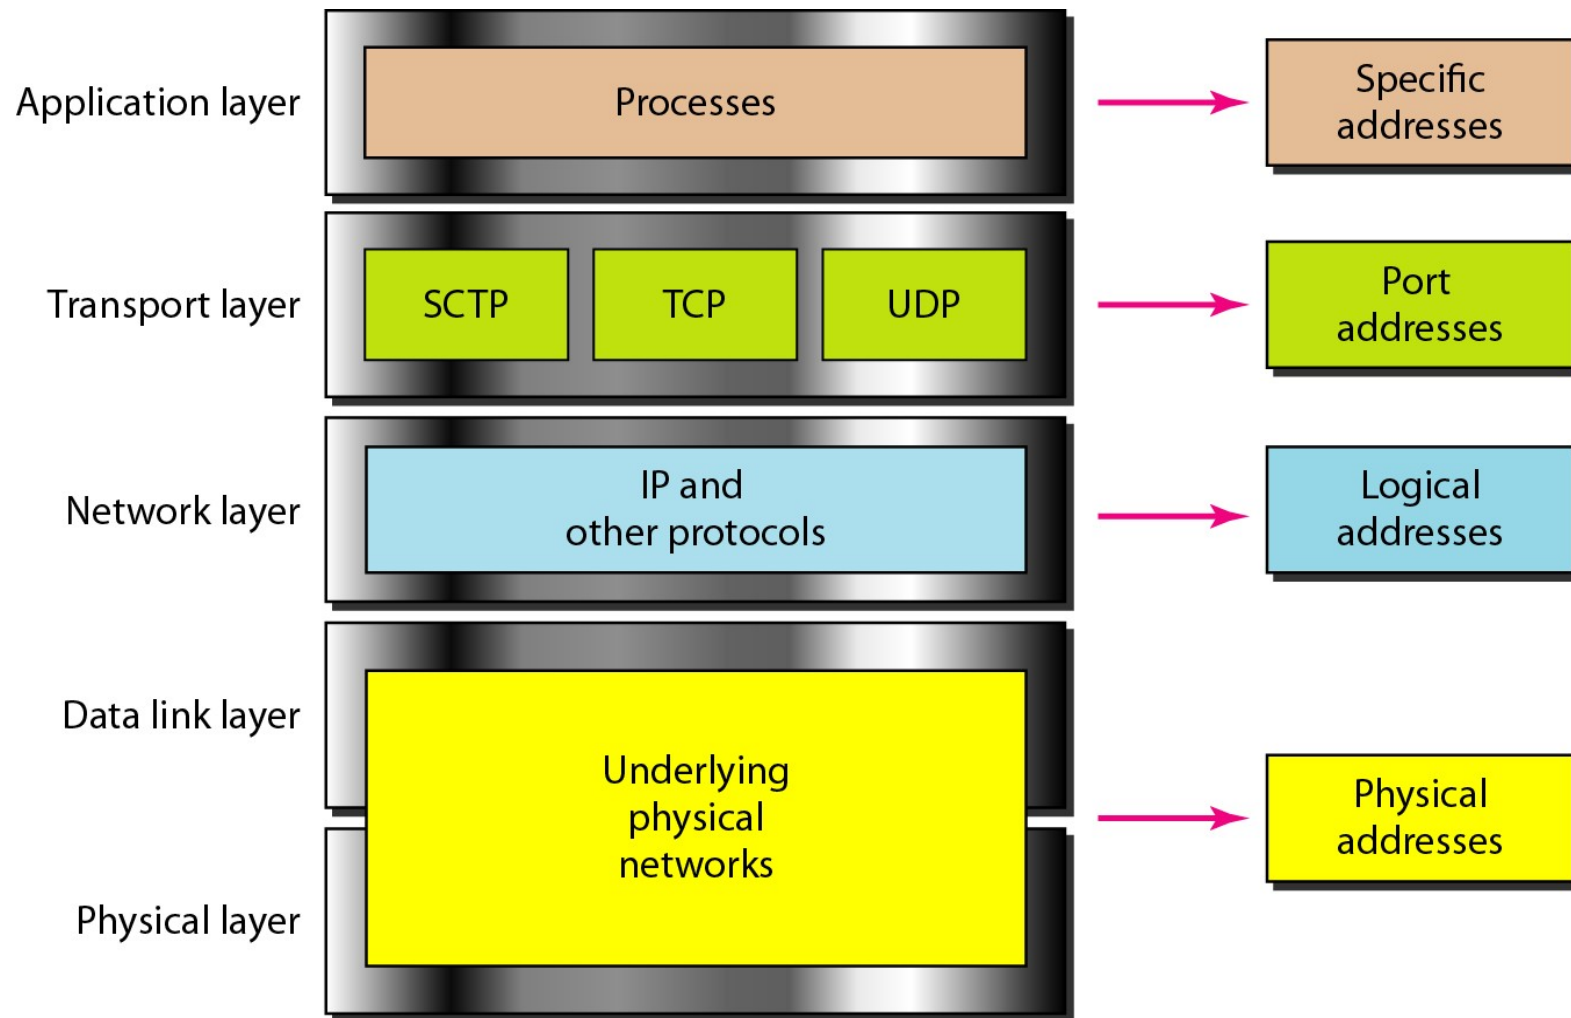 Application layer
Processes
Specific
addresses
Transport layer
SCTP
TCP
UDP
Port
addresses
Network layer
IP and
other protocols
Logical
addresses
Data link layer
Underlying
physical
networks
Physical
addresses
Physical layer